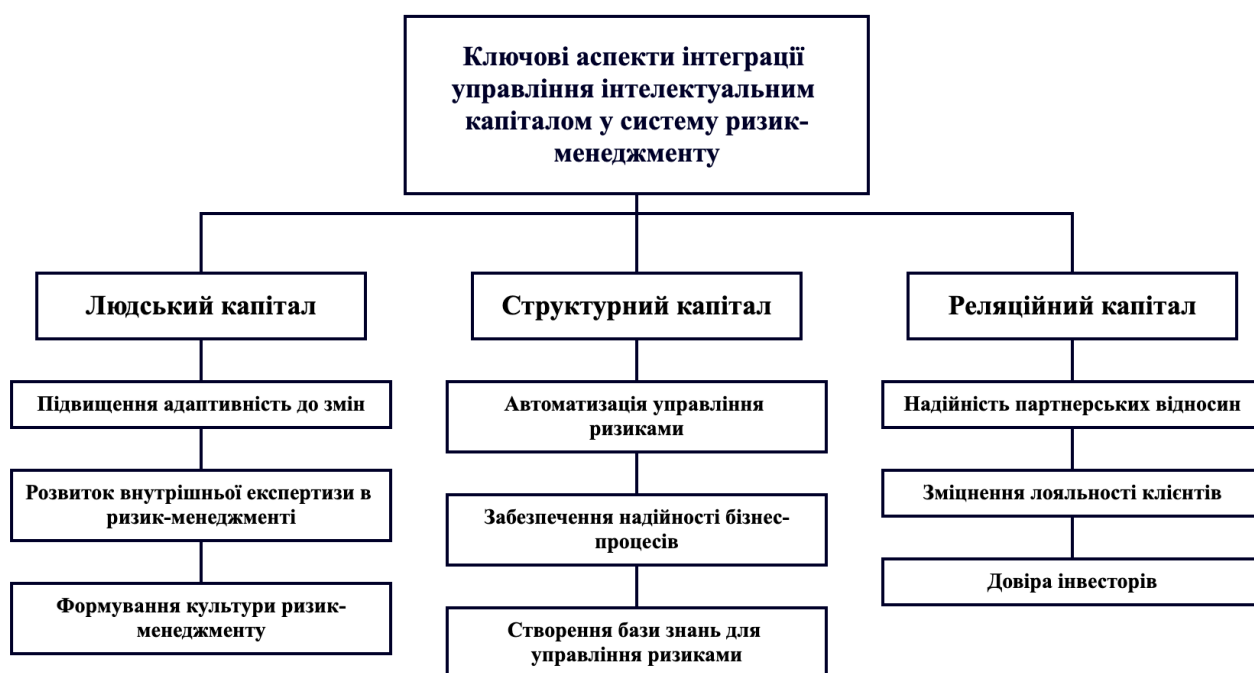 Ключові аспекти інтеграції
управління інтелектуальним
капіталом у систему ризик-
менеджменту
Людський капітал
Підвищення адаптивність до змін
Розвиток внутрішньої експертизи в
ризик-менеджменті
Формування культури ризик-
менеджменту
Структурний капітал
Автоматизація управління
ризиками
Забезпечення надійності бізнес-
процесів
Створення бази знань для
управління ризиками
Реляційний капітал
Надійність партнерських відносин
Зміцнення лояльності клієнтів
Довіра інвесторів